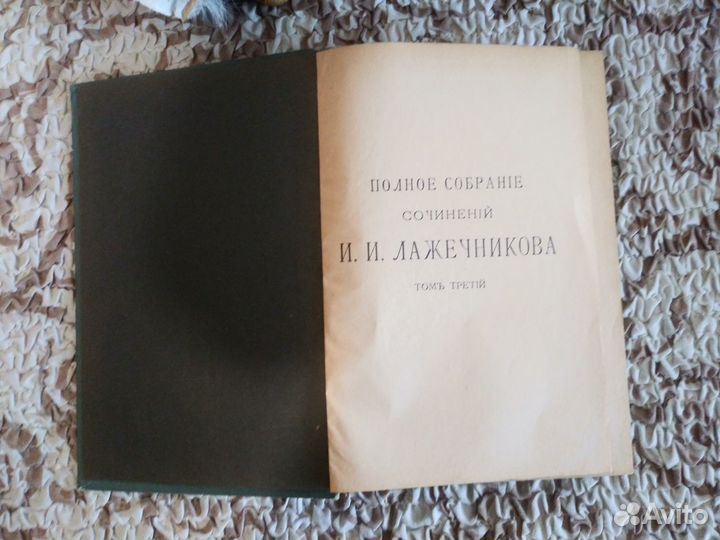 ПОЛНОЕ СОБРАНІЕ
СОЧИНЕНІЙ
И. И. ЛАЖЕЧНИКОВА
ТОМЪ ТРЕТІЙ
Avito